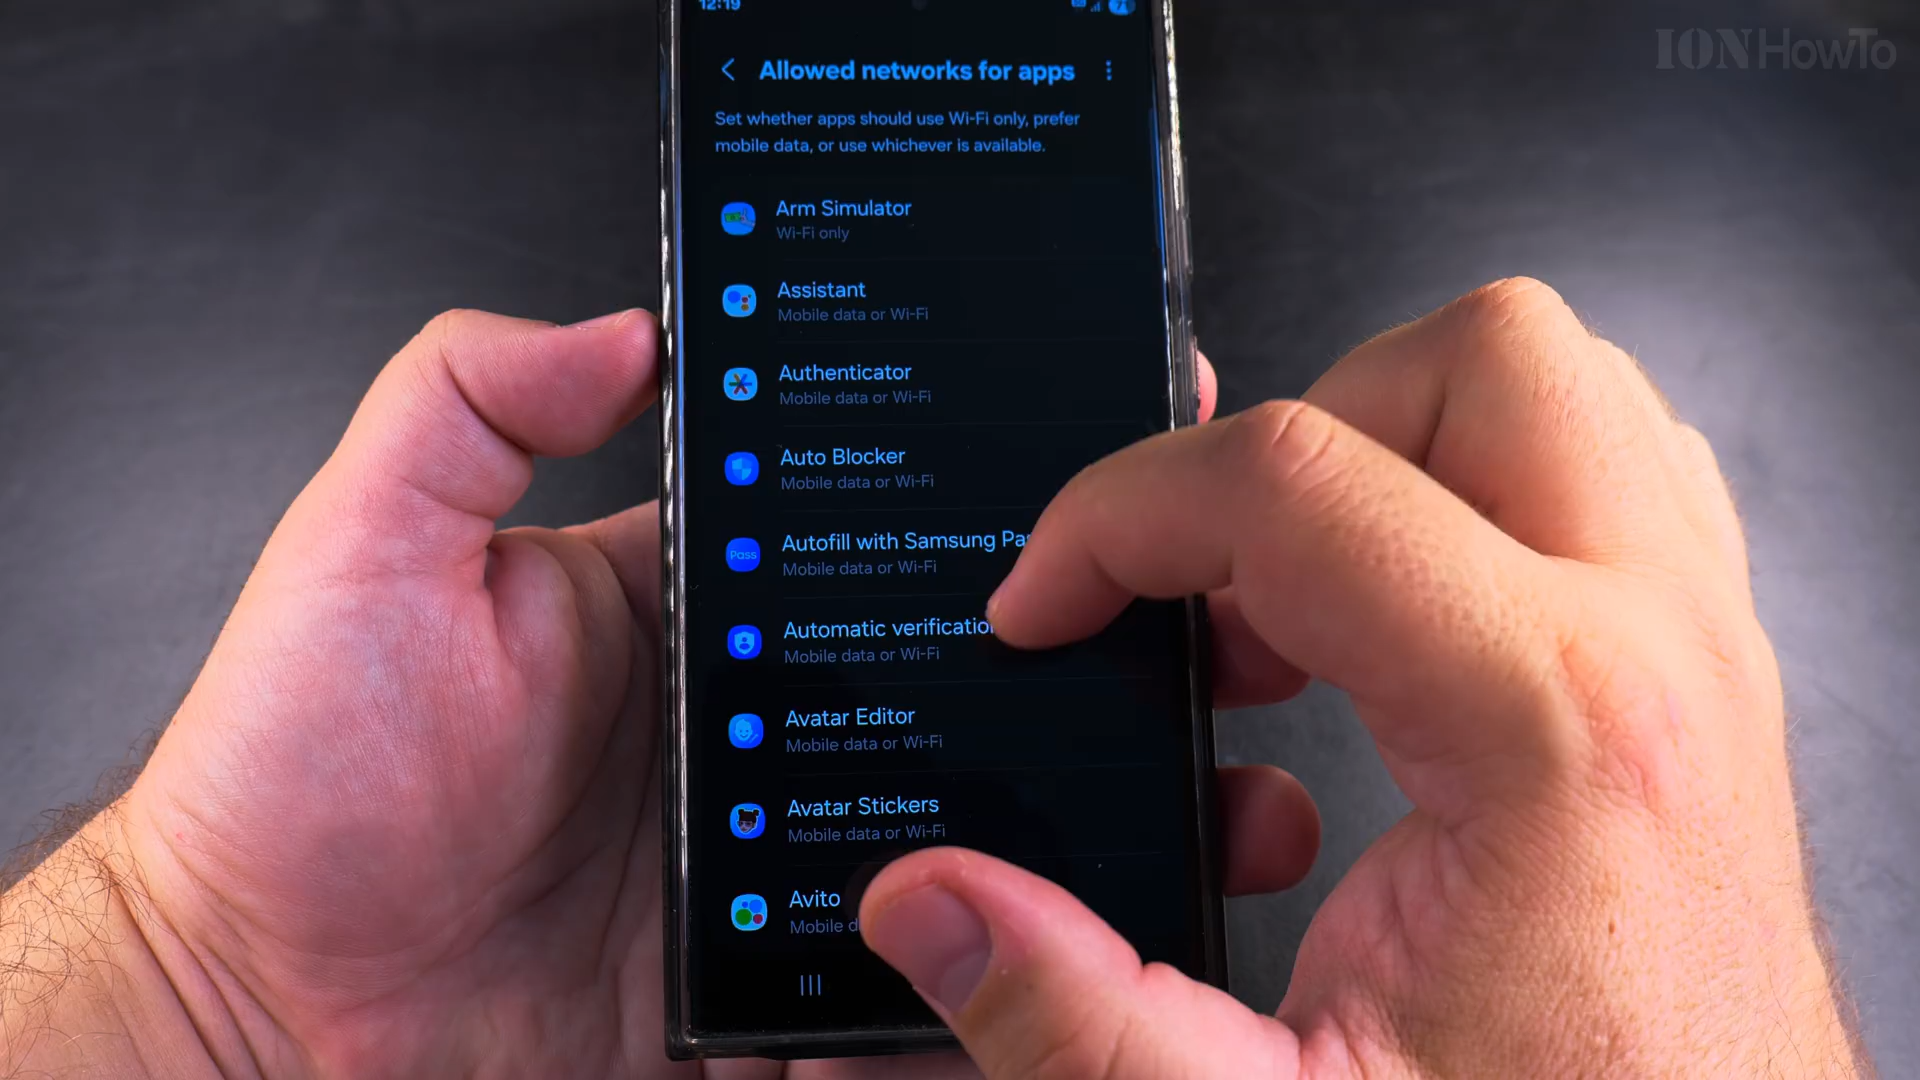 12:19
IONHowTo
Allowed networks for apps
Set whether apps should use Wi-Fi only, prefer
mobile data, or use whichever is available.
Arm Simulator
Wi-Fi only
Assistant
Mobile data or Wi-Fi
Authenticator
Mobile data or Wi-Fi
Auto Blocker
Mobile data or Wi-Fi
Autofill with Samsung Pa
Pass
Mobile data or Wi-Fi
Automatic verification
Mobile data or Wi-Fi
Avatar Editor
Mobile data or Wi-Fi
Avatar Stickers
Mobile data or Wi-Fi
Avito
Mobile d